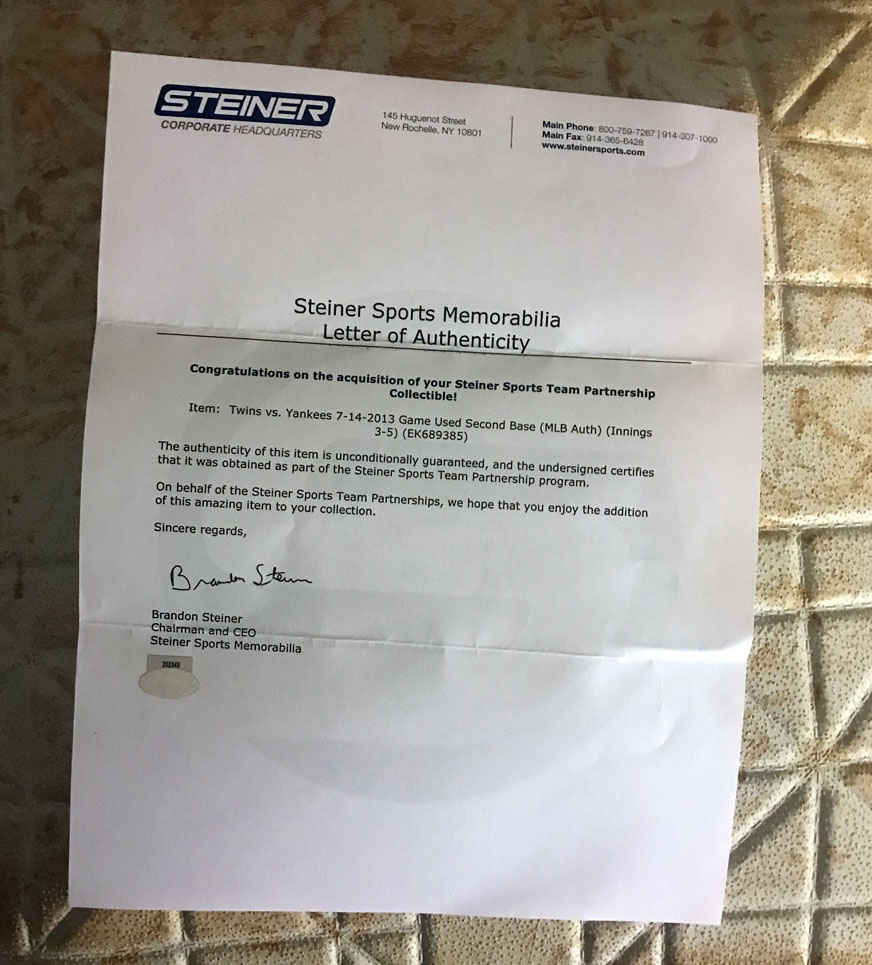 STEINER
CORPORATE HEADQUARTERS
145 Huguenot Street
New Rochelle, NY 10801
Main Phone: 800-759-7267 | 914-307-1000
Main Fax: 914-365-6428
www.steinersports.com
Steiner Sports Memorabilia
Letter of Authenticity
Congratulations on the acquisition of your Steiner Sports Team Partnership
Collectible!
Item: Twins vs. Yankees 7-14-2013 Game Used Second Base (MLB Auth) (Innings
3-5) (EK689385)
The authenticity of this item is unconditionally guaranteed, and the undersigned certifies
that it was obtained as part of the Steiner Sports Team Partnership program.
On behalf of the Steiner Sports Team Partnerships, we hope that you enjoy the addition
of this amazing item to your collection.
Sincere regards,
Brandon Steiner
Brandon Steiner
Chairman and CEO
Steiner Sports Memorabilia